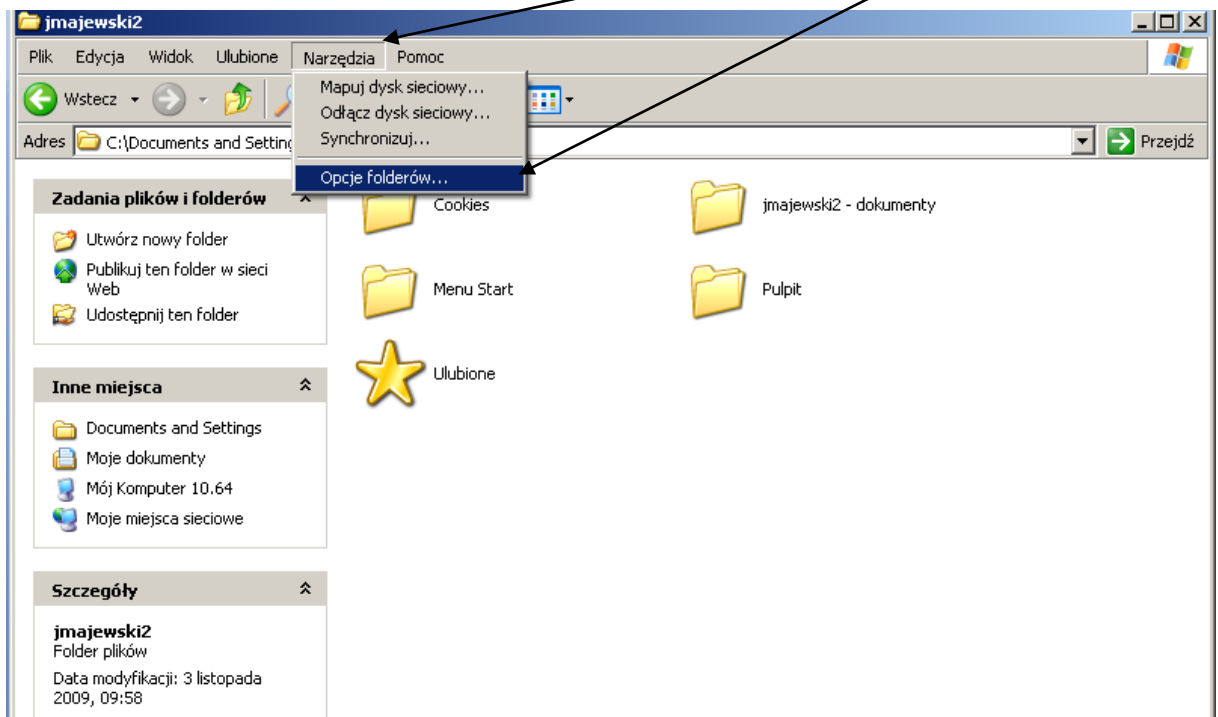 jmajewski2
Plik Edycja Widok Ulubione Narzędzia Pomoc
Mapuj dysk sieciowy...
Odłącz dysk sieciowy...
Synchronizuj...
Opcje folderów...
Wstecz
Adres C:\Documents and Setting
Przejdź
Zadania plików i folderów
Utwórz nowy folder
Publikuj ten folder w sieci
Web
Udostępnij ten folder
Inne miejsca
Documents and Settings
Moje dokumenty
Mój Komputer 10.64
Moje miejsca sieciowe
Szczegóły
jmajewski2
Folder plików
Data modyfikacji: 3 listopada
2009, 09:58
Cookies
jmajewski2 - dokumenty
Menu Start
Pulpit
Ulubione